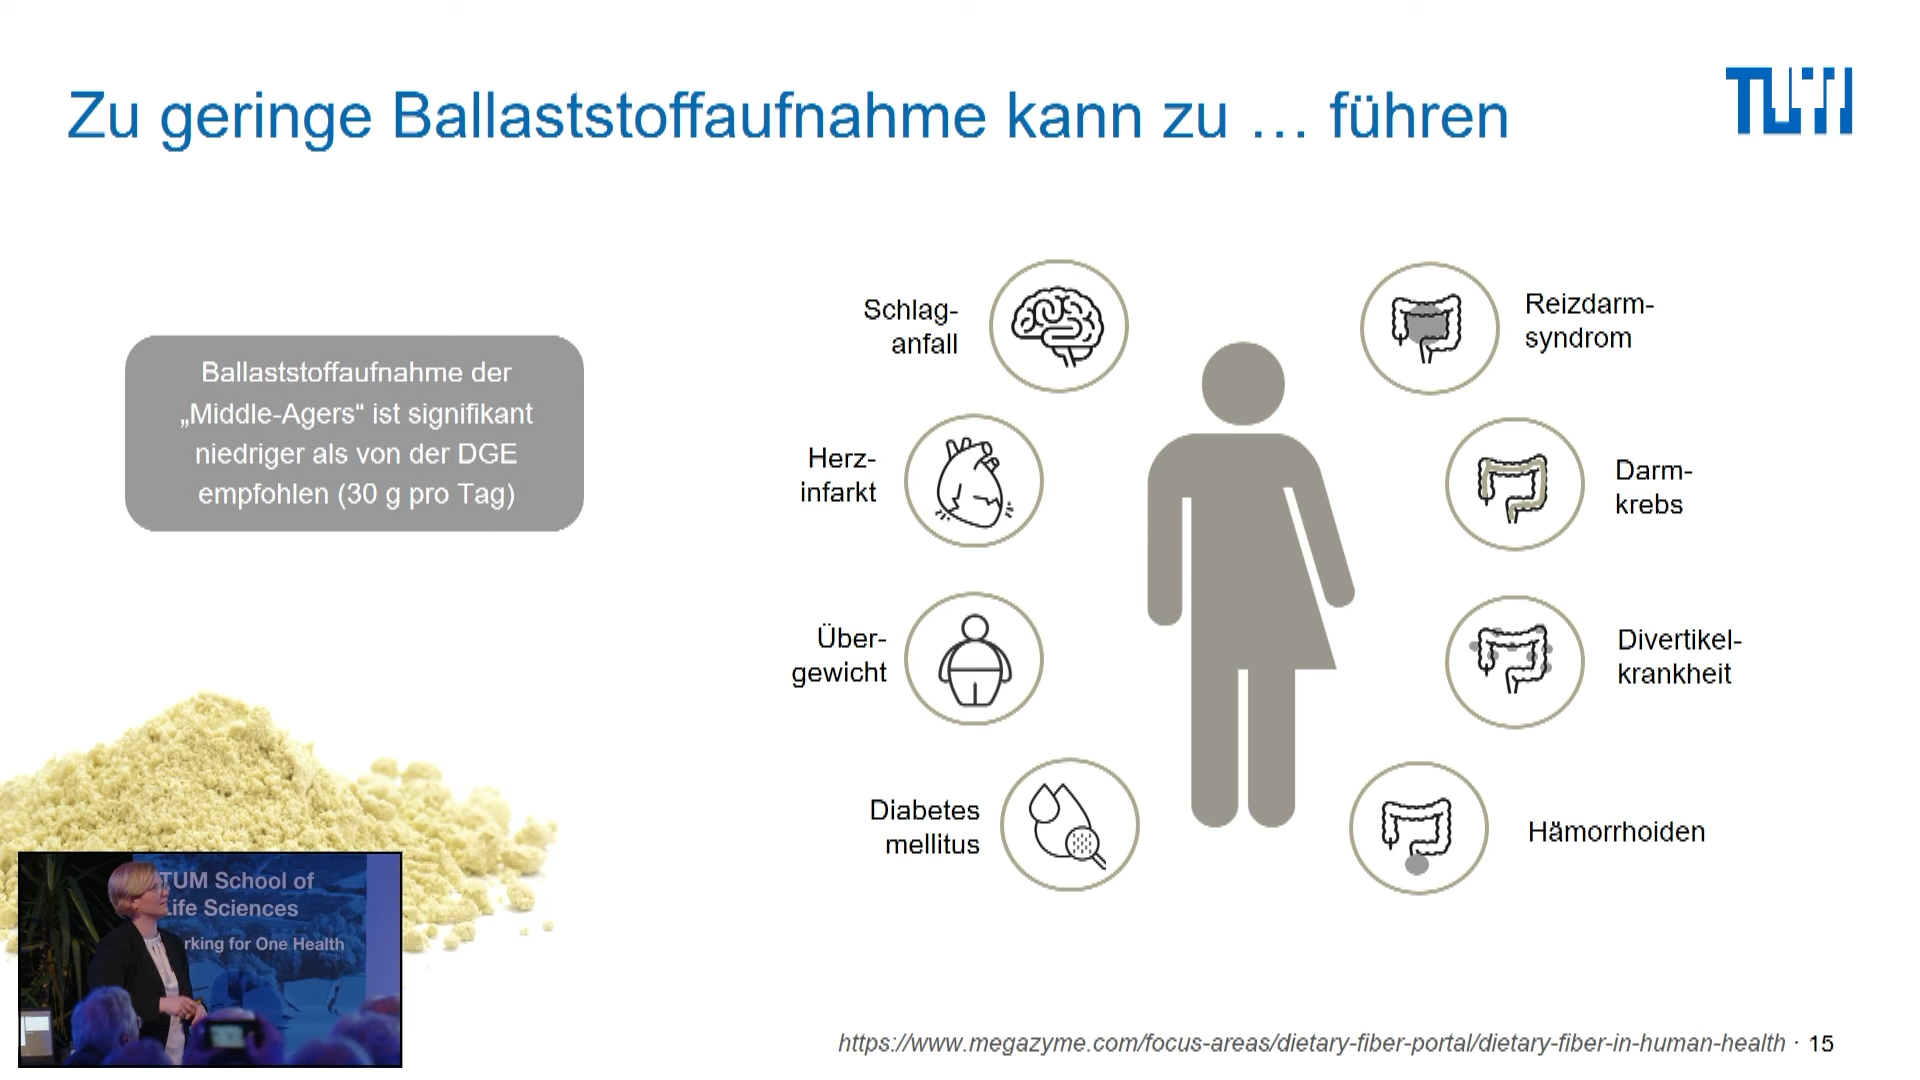 Zu geringe Ballaststoffaufnahme kann zu … führen
TUM
Ballaststoffaufnahme der
„Middle-Agers“ ist signifikant
niedriger als von der DGE
empfohlen (30 g pro Tag)
Schlag-
anfall
Herz-
infarkt
Über-
gewicht
Diabetes
mellitus
Reizdarm-
syndrom
Darm-
krebs
Divertikel-
krankheit
Hämorrhoiden
TUM School of
Life Sciences
rking for One Health
https://www.megazyme.com/focus-areas/dietary-fiber-portal/dietary-fiber-in-human-health · 15